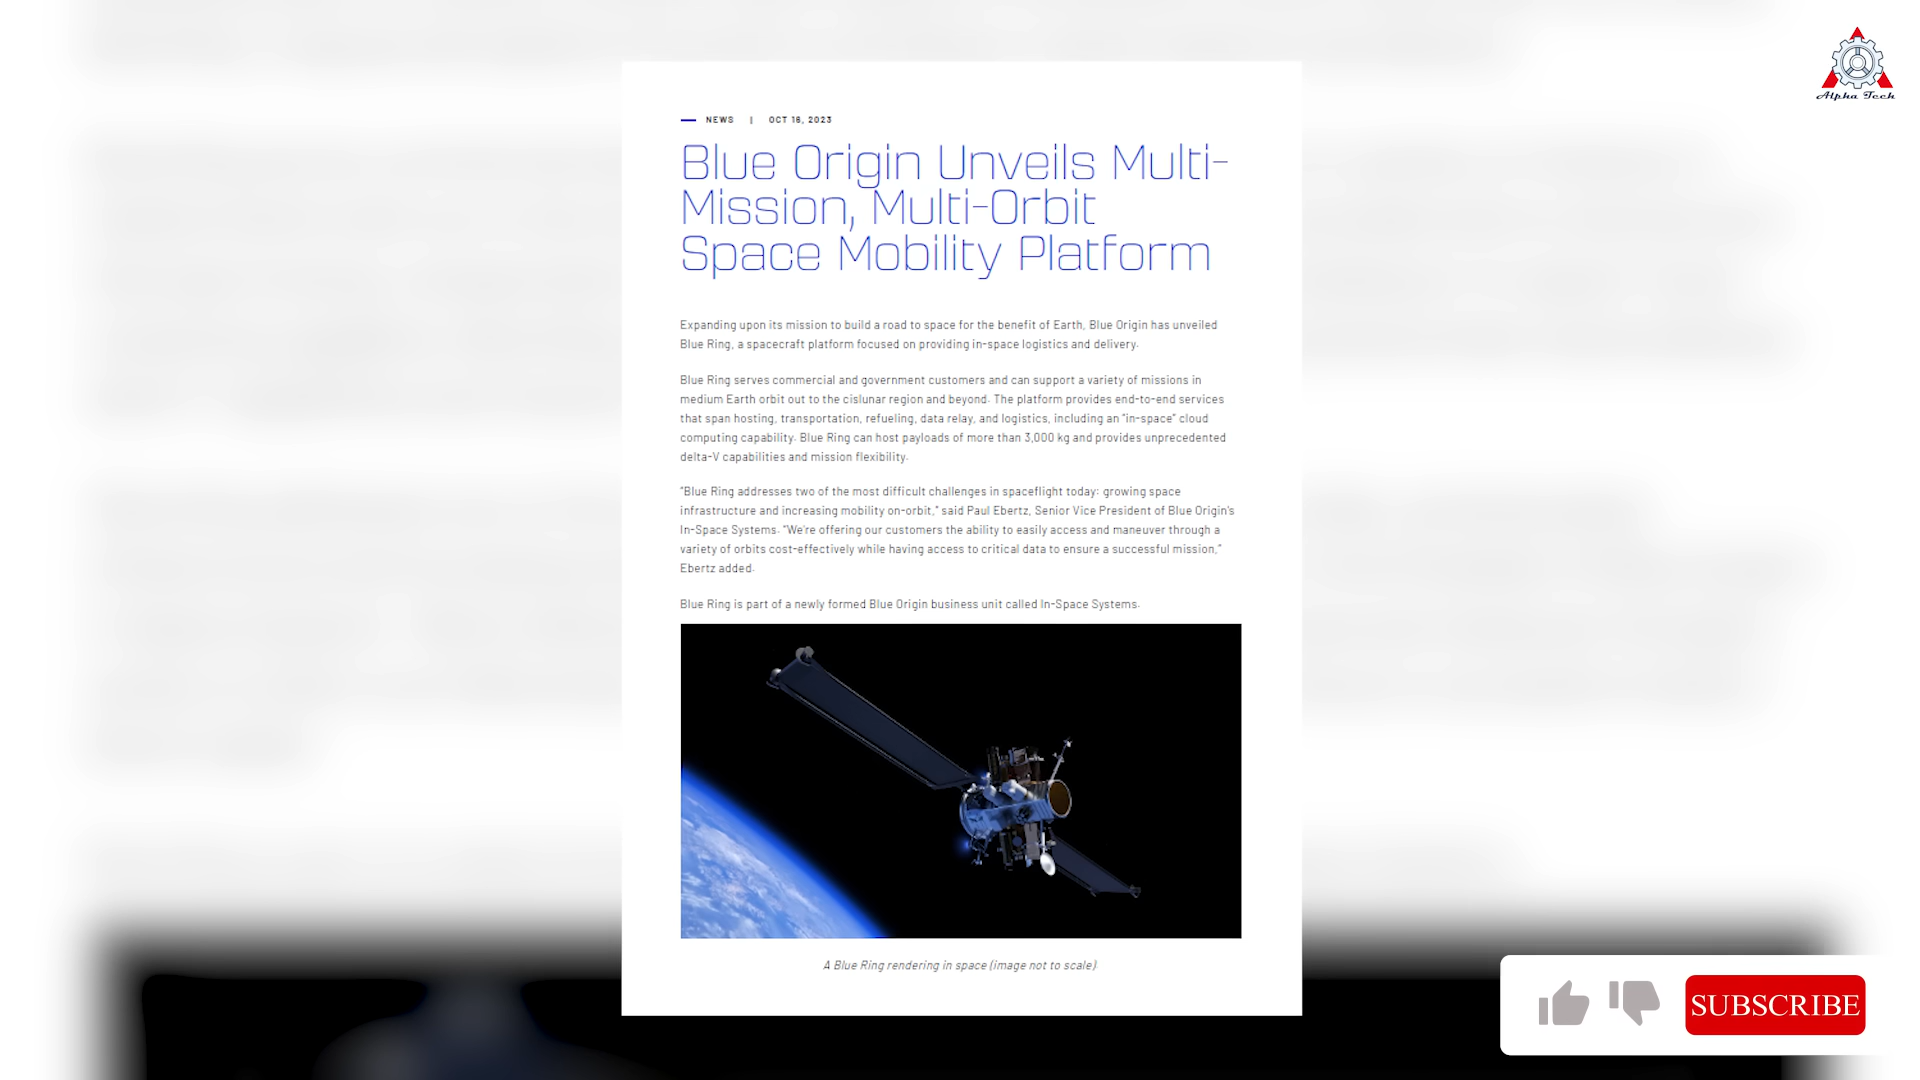 Alpha Tech
NEWS | OCT 16, 2023
Blue Origin Unveils Multi-
Mission, Multi-Orbit
Space Mobility Platform
Expanding upon its mission to build a road to space for the benefit of Earth, Blue Origin has unveiled
Blue Ring, a spacecraft platform focused on providing in-space logistics and delivery.
Blue Ring serves commercial and government customers and can support a variety of missions in
medium Earth orbit out to the cislunar region and beyond. The platform provides end-to-end services
that span hosting, transportation, refueling, data relay, and logistics, including an "in-space" cloud
computing capability. Blue Ring can host payloads of more than 3,000 kg and provides unprecedented
delta-V capabilities and mission flexibility.
"Blue Ring addresses two of the most difficult challenges in spaceflight today: growing space
infrastructure and increasing mobility on-orbit," said Paul Ebertz, Senior Vice President of Blue Origin's
In-Space Systems. "We're offering our customers the ability to easily access and maneuver through a
variety of orbits cost-effectively while having access to critical data to ensure a successful mission,"
Ebertz added.
Blue Ring is part of a newly formed Blue Origin business unit called In-Space Systems.
A Blue Ring rendering in space (image not to scale)
SUBSCRIBE